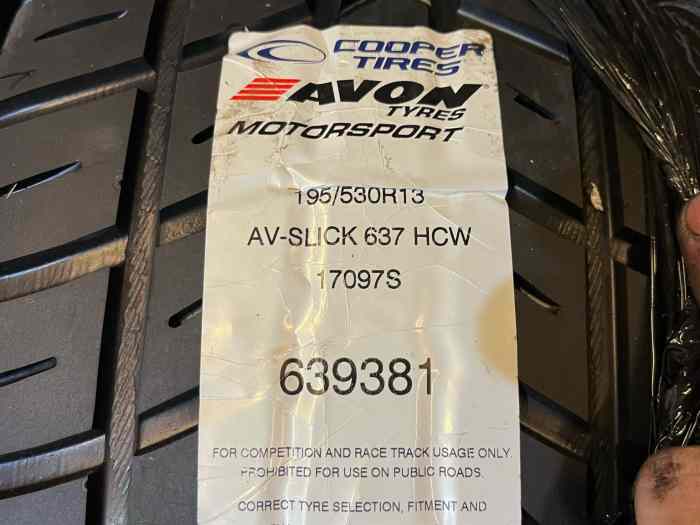 COOPER
TIRES
AVON
TYRES
MOTORSPORT
195/530R13
AV-SLICK 637 HCW
17097S
639381
FOR COMPETITION AND RACE TRACK USAGE ONLY.
PROHIBITED FOR USE ON PUBLIC ROADS.
CORRECT TYRE SELECTION, FITMENT AND